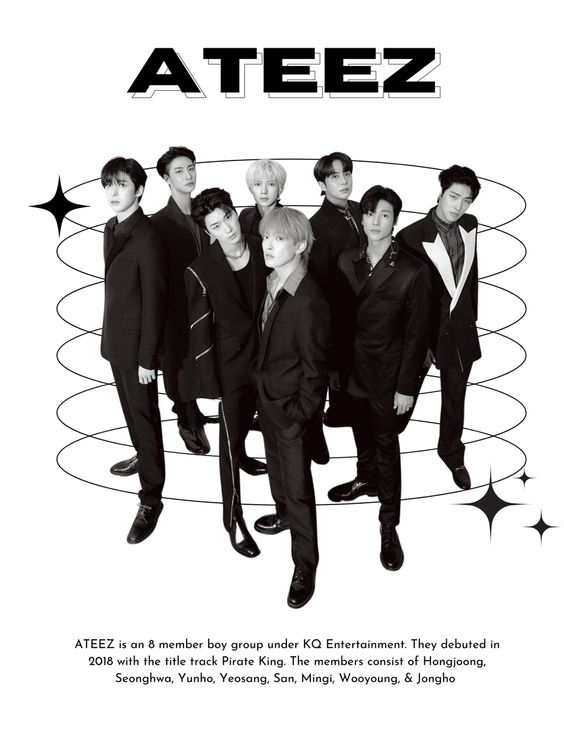 ATEEZ
ATEEZ is an 8 member boy group under KQ Entertainment. They debuted in
2018 with the title track Pirate King. The members consist of Hongjoong,
Seonghwa, Yunho, Yeosang, San, Mingi, Wooyoung, & Jongho